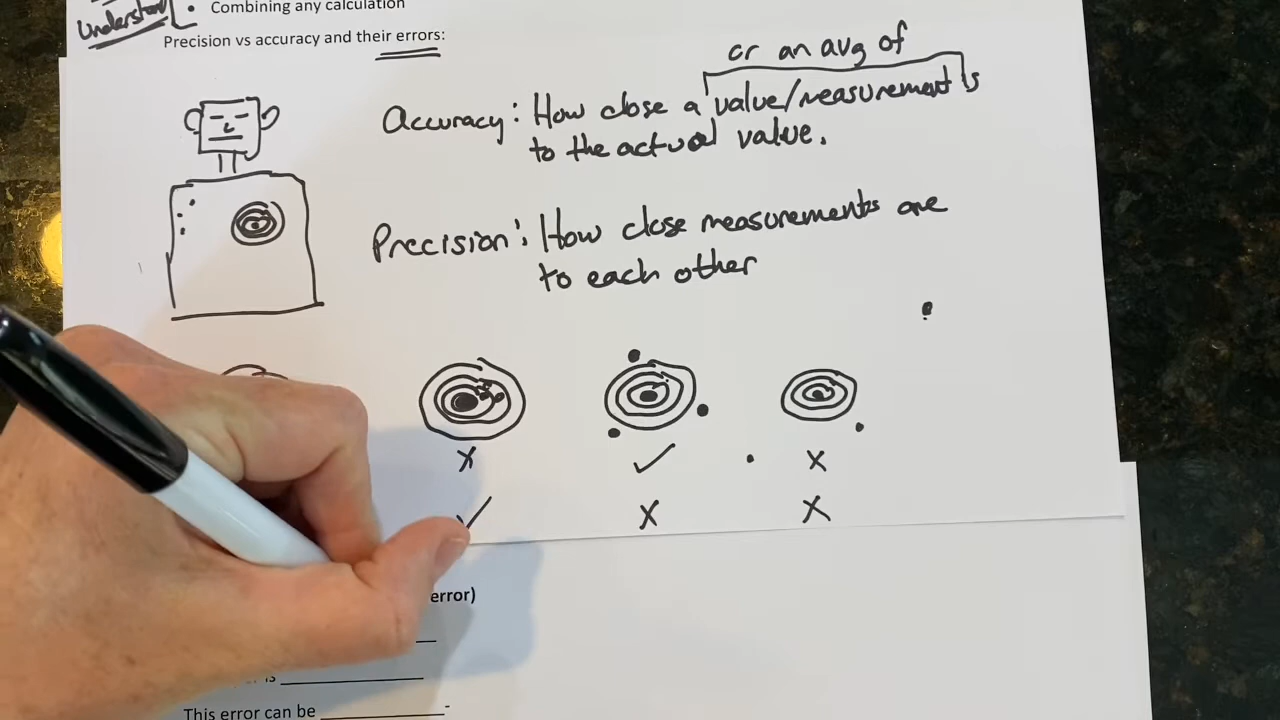 Understand
• Combining any calculation
Precision vs accuracy and their errors:
or an avg of
Accuracy: How close a value/measurement is
to the actual value.
Precision: How close measurements are
to each other
X ✓ X
✓ X X
error)
is
This error can be